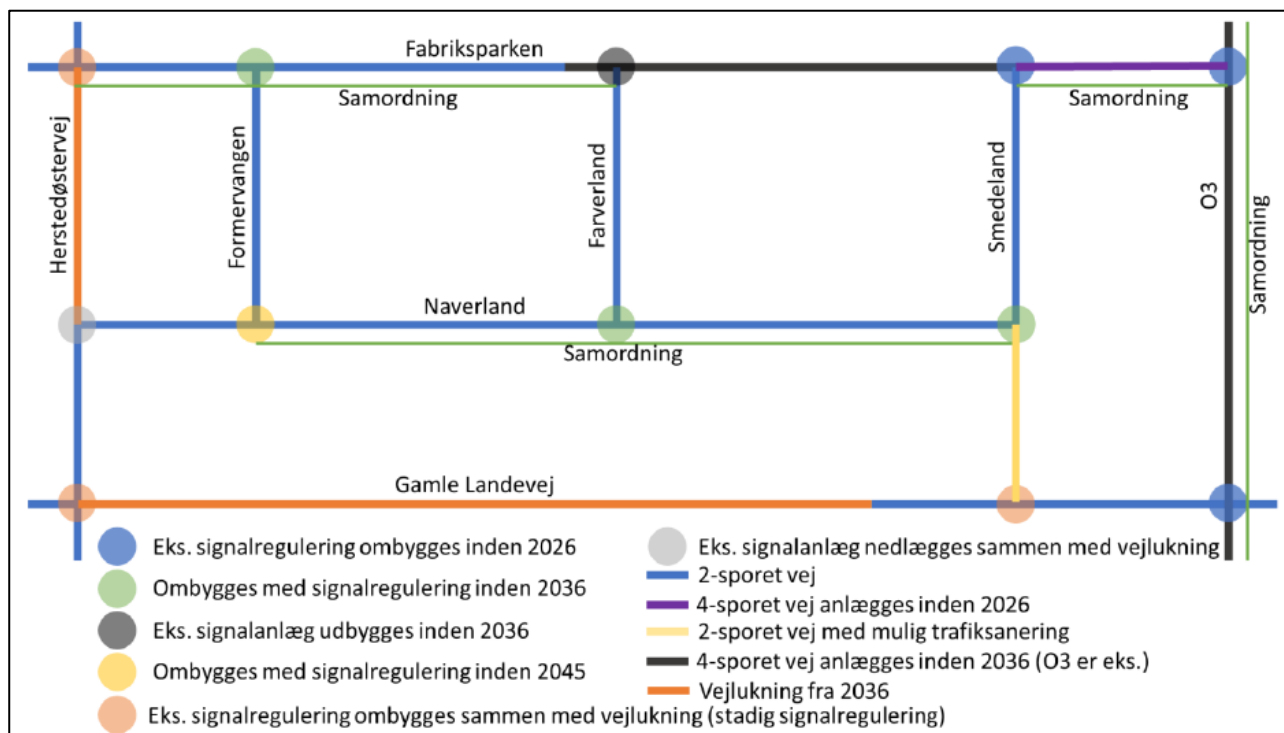 Fabriksparken
Samordning
Samordning
Herstedøstervej
Formervangen
Farverland
Smedeland
O3
Samordning
Naverland
Samordning
Gamle Landevej
Eks. signalregulering ombygges inden 2026
Ombygges med signalregulering inden 2036
Eks. signalanlæg udbygges inden 2036
Ombygges med signalregulering inden 2045
Eks. signalregulering ombygges sammen med vejlukning (stadig signalregulering)
Eks. signalanlæg nedlægges sammen med vejlukning
2-sporet vej
4-sporet vej anlægges inden 2026
2-sporet vej med mulig trafiksanering
4-sporet vej anlægges inden 2036 (O3 er eks.)
Vejlukning fra 2036